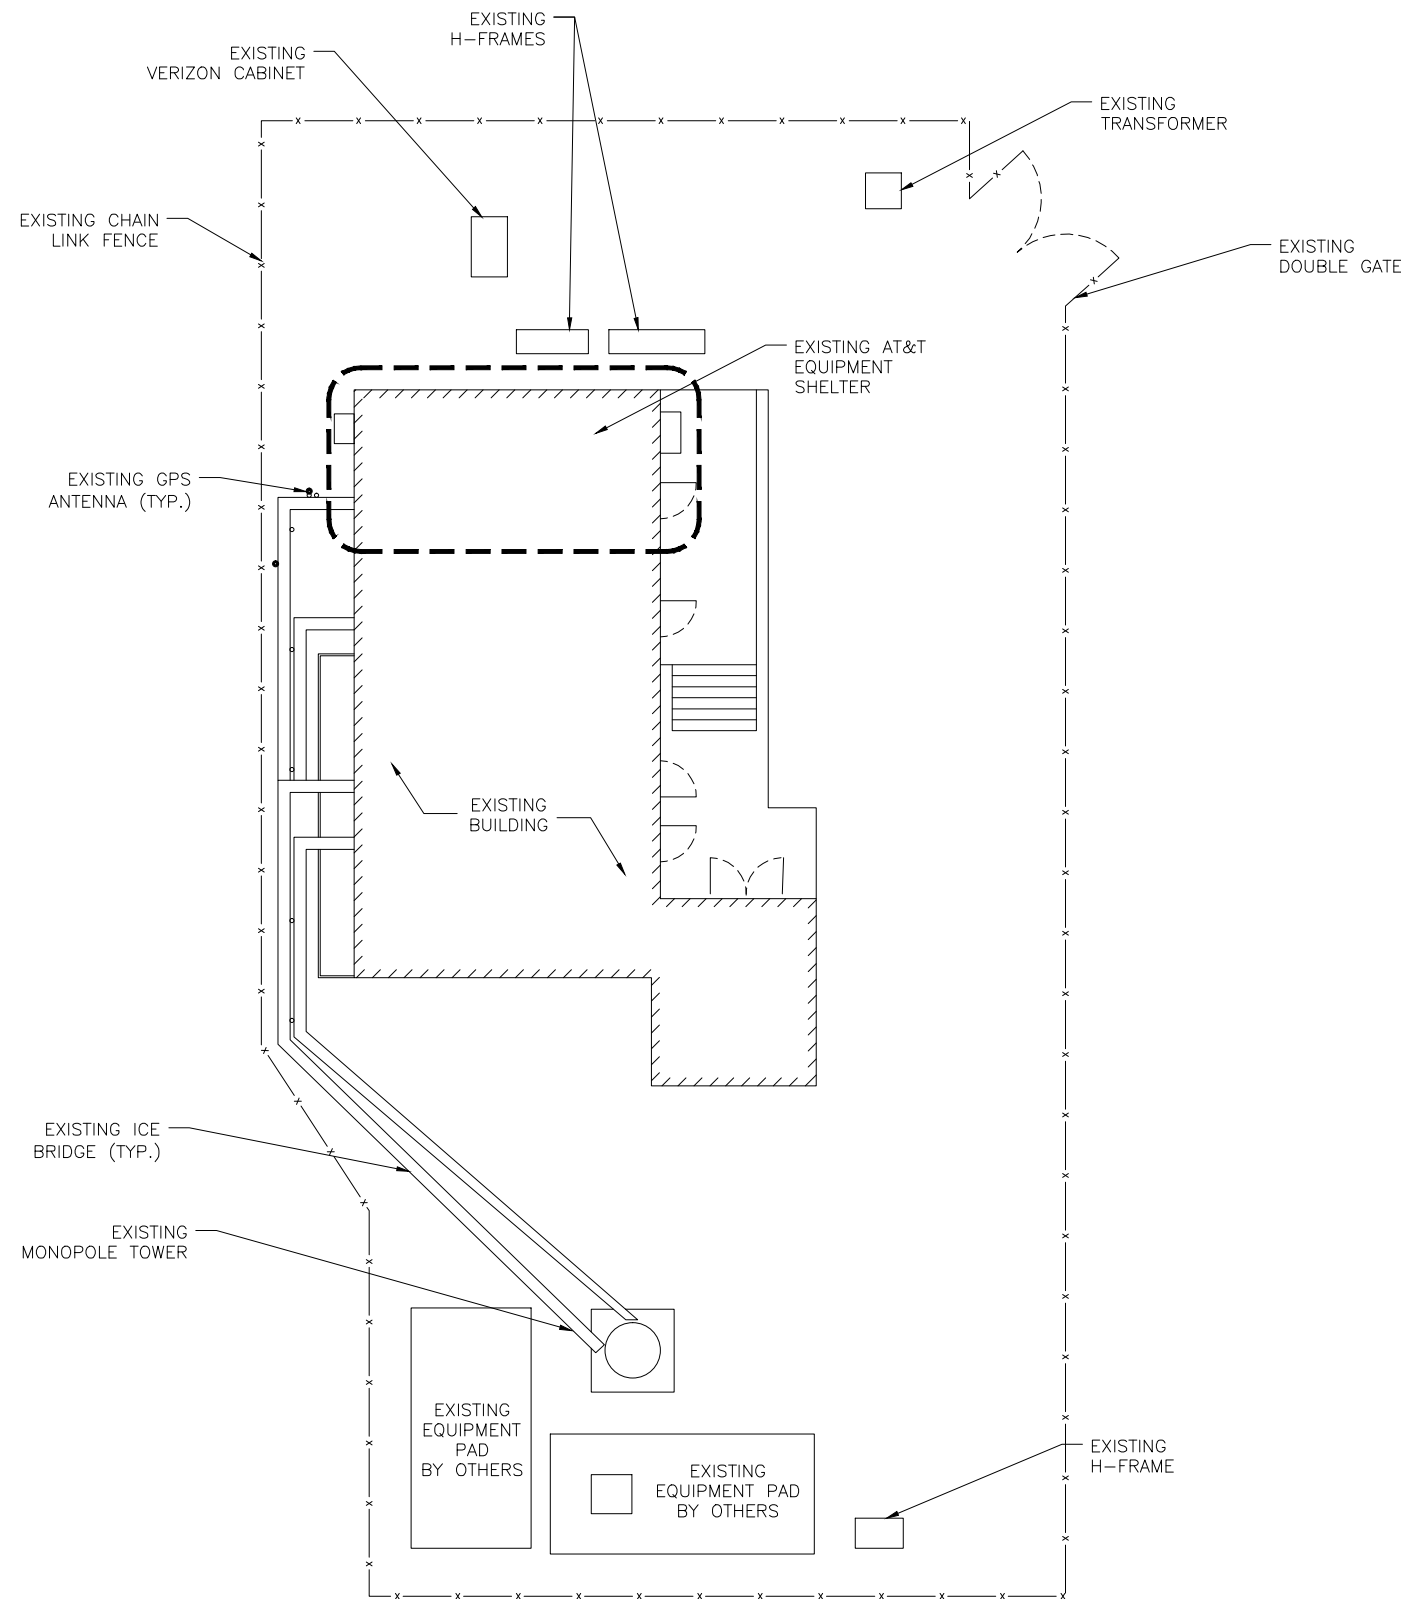 EXISTING
H-FRAMES
EXISTING
VERIZON CABINET
EXISTING
TRANSFORMER
EXISTING CHAIN
LINK FENCE
EXISTING
DOUBLE GATE
EXISTING AT&T
EQUIPMENT
SHELTER
EXISTING GPS
ANTENNA (TYP.)
EXISTING
BUILDING
EXISTING ICE
BRIDGE (TYP.)
EXISTING
MONOPOLE TOWER
EXISTING
EQUIPMENT
PAD
BY OTHERS
EXISTING
EQUIPMENT PAD
BY OTHERS
EXISTING
H-FRAME